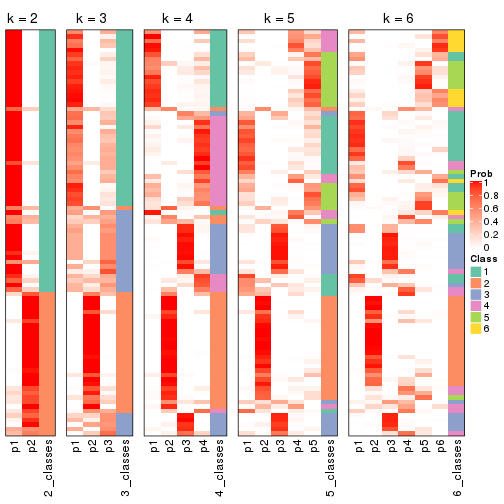 k = 2
k = 3
k = 4
k = 5
k = 6
p1
p2
2_classes
p1
p2
p3
3_classes
p1
p2
p3
p4
4_classes
p1
p2
p3
p4
p5
5_classes
p1
p2
p3
p4
p5
p6
6_classes
Prob
1
0.8
0.6
0.4
0.2
0
Class
1
2
3
4
5
6